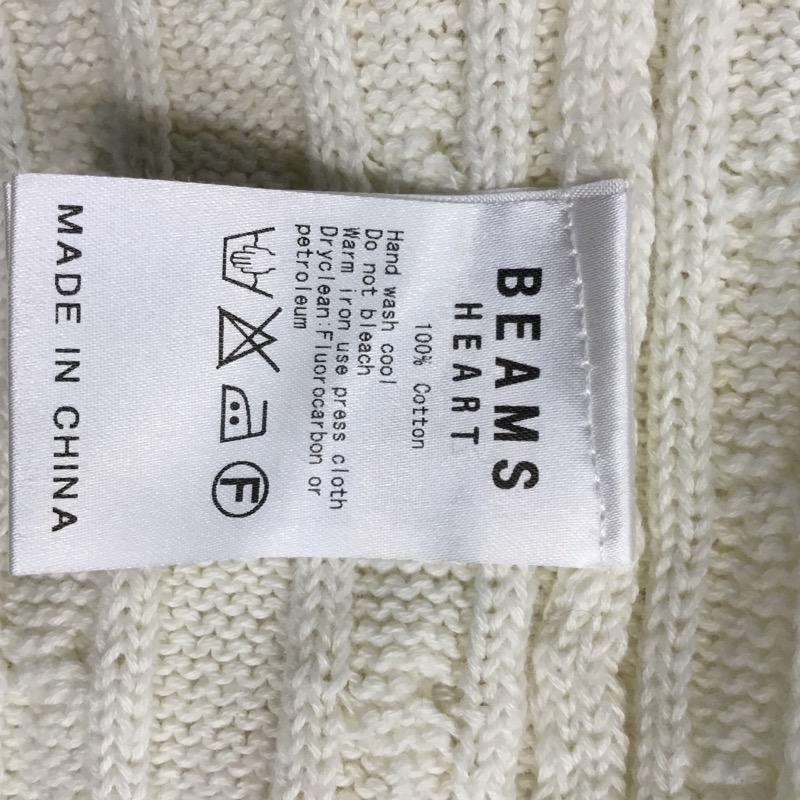 BEAMS
HEART
100% Cotton
Hand wash cool
Do not bleach
Warm iron use press cloth
Dryclean:Fluorocarbon or
petroleum
F
MADE IN CHINA